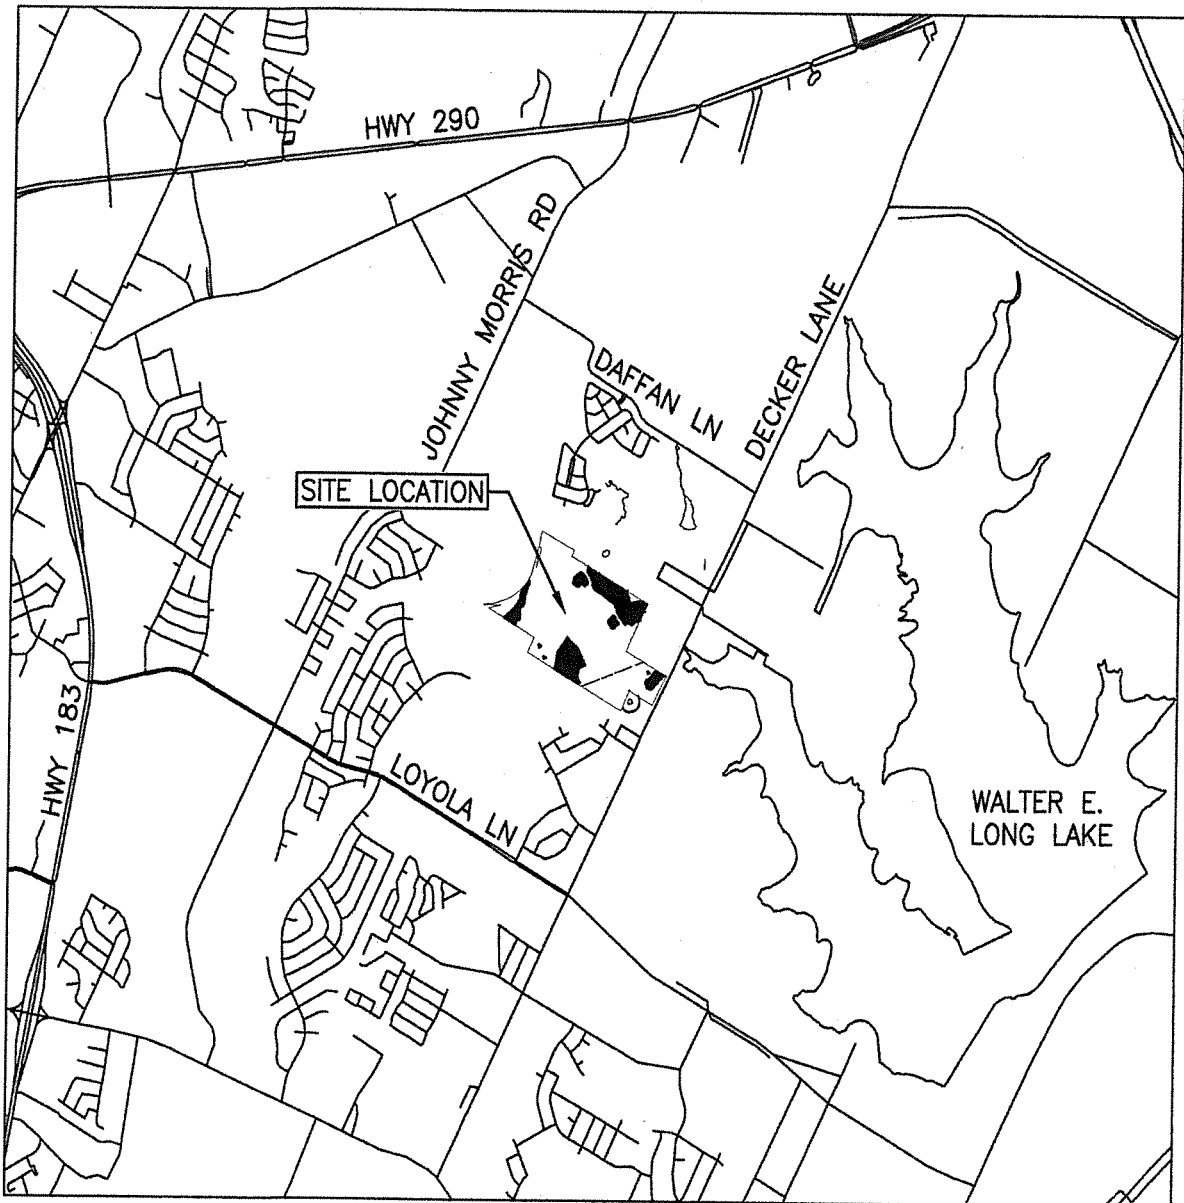 HWY 290
JOHNNY MORRIS RD
DAFFAN LN
DECKER LANE
SITE LOCATION
HWY 183
LOYOLA LN
WALTER E.
LONG LAKE